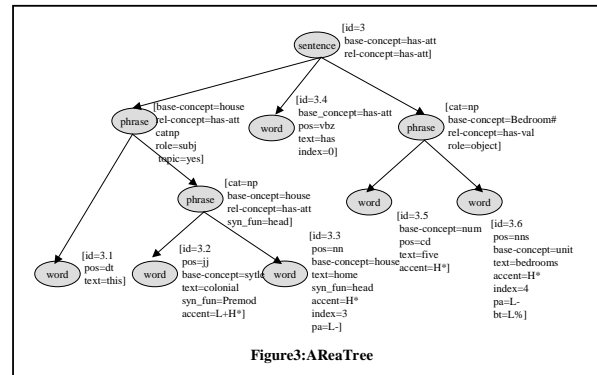 [id=3
base-concept=has-att
rel-concept=has-att]
sentence
[base-concept=house
rel-concept=has-att
catnp
role=subj
topic=yes]
phrase
[id=3.4
base_concept=has-att
pos=vbz
text=has
index=0]
word
[cat=np
base-concept=Bedroom#
rel-concept=has-val
role=object]
phrase
[cat=np
base-oncept=house
rel-concept=has-att
syn_fun=head]
phrase
[id=3.1
pos=dt
text=this]
word
[id=3.2
pos=jj
base-concept=sytle
text=colonial
syn_fun=Premod
accent=L+H*]
word
[id=3.3
pos=nn
base-concept=house
text=home
syn_fun=head
accent=H*
index=3
pa=L-]
word
[id=3.5
base-concept=num
pos=cd
text=five
accent=H*]
word
[id=3.6
pos=nns
base-concept=unit
text=bedrooms
accent=H*
index=4
pa=L-
bt=L%]
word
Figure3:AReaTree